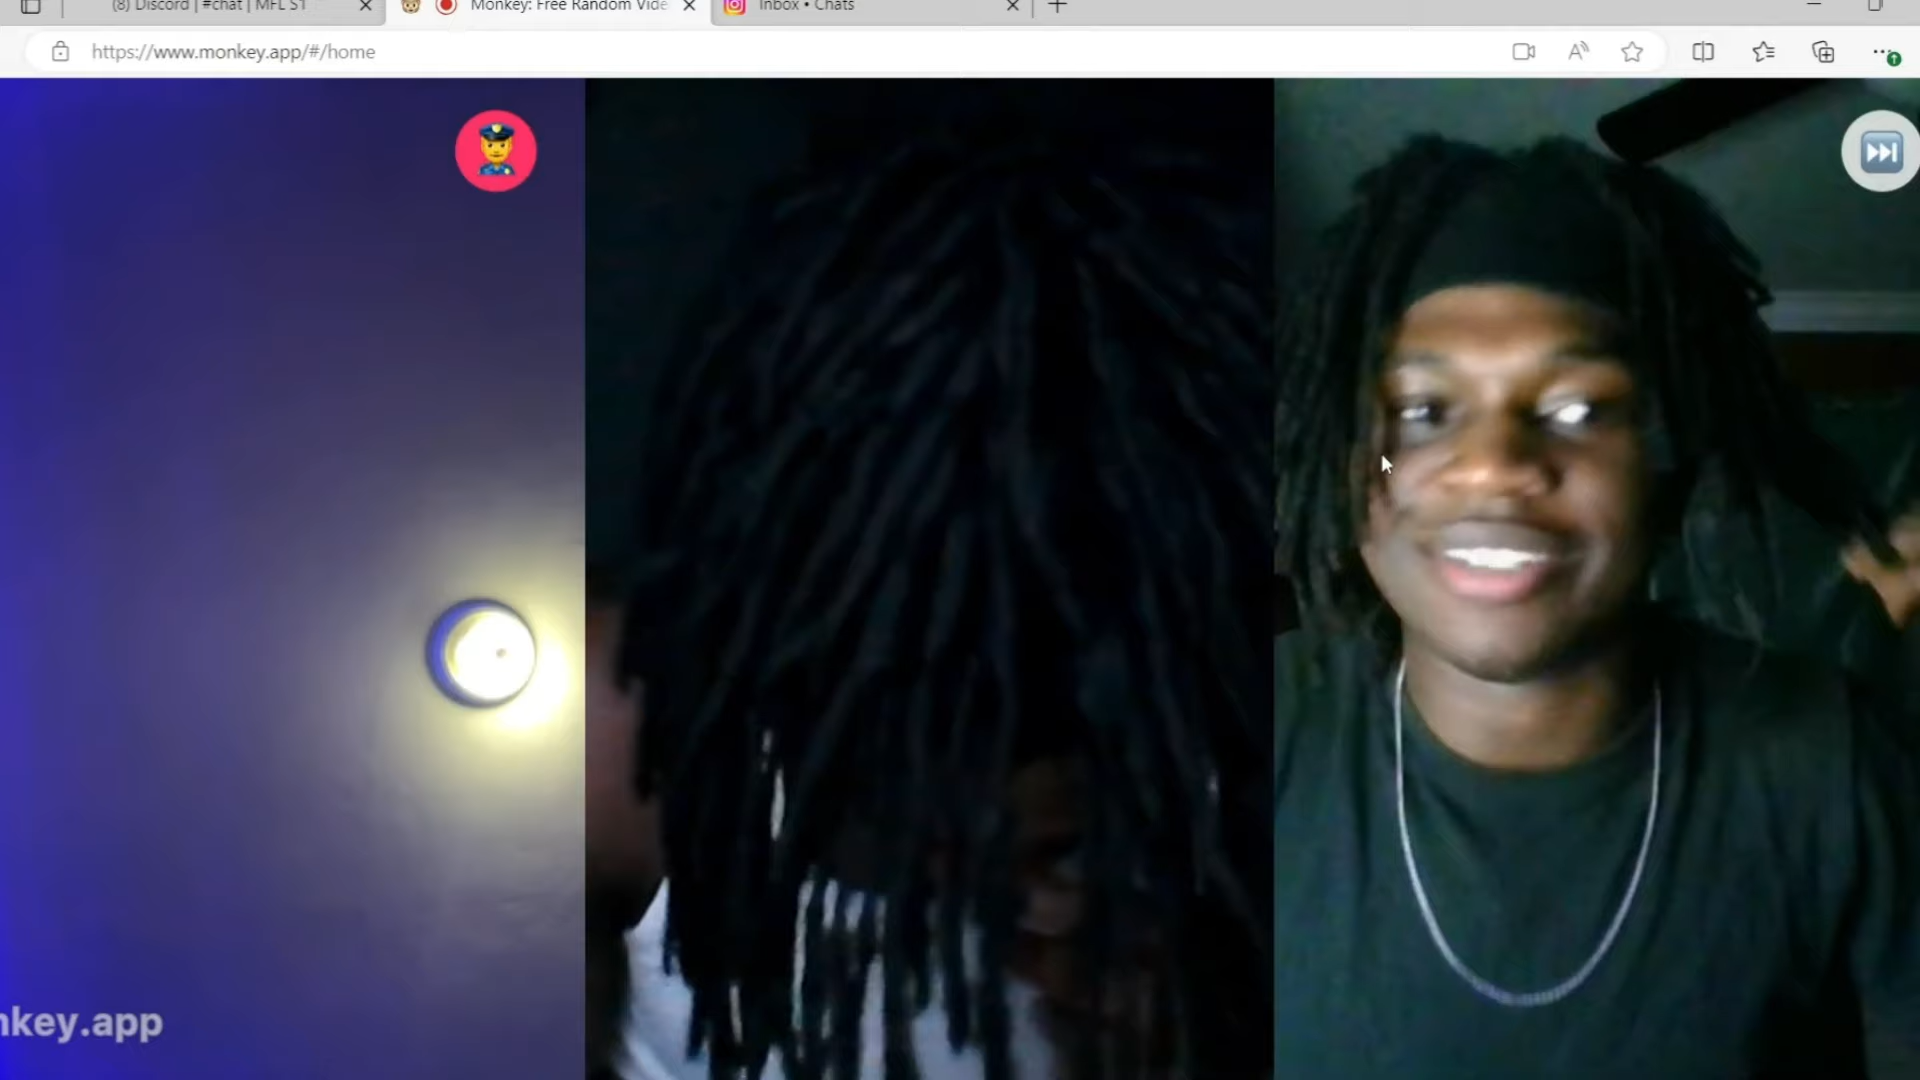 (8) Discord | #chat | MFL S1
Monkey: Free Random Vide
Inbox • Chats
https://www.monkey.app/#/home
nkey.app